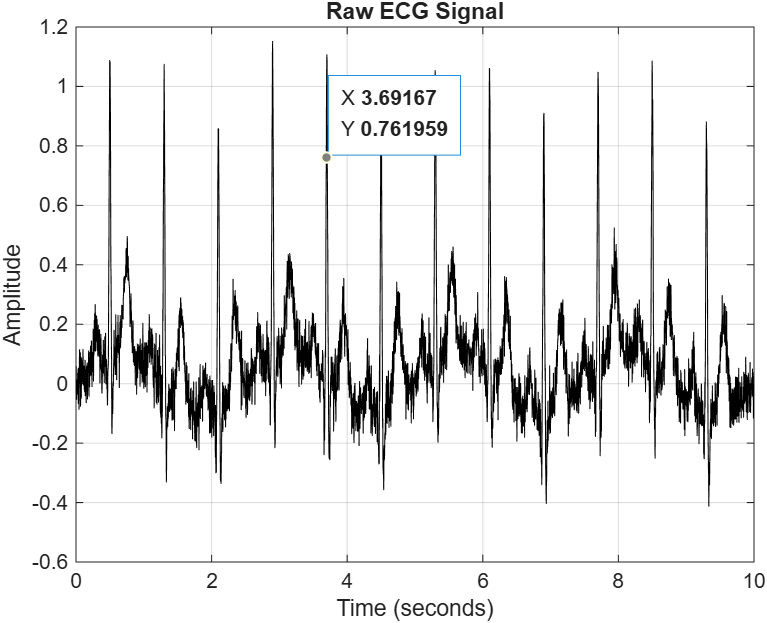 Raw ECG Signal
1.2
1
0.8
0.6
0.4
0.2
0
-0.2
-0.4
-0.6
Amplitude
X 3.69167
Y 0.761959
0 2 4 6 8 10
Time (seconds)